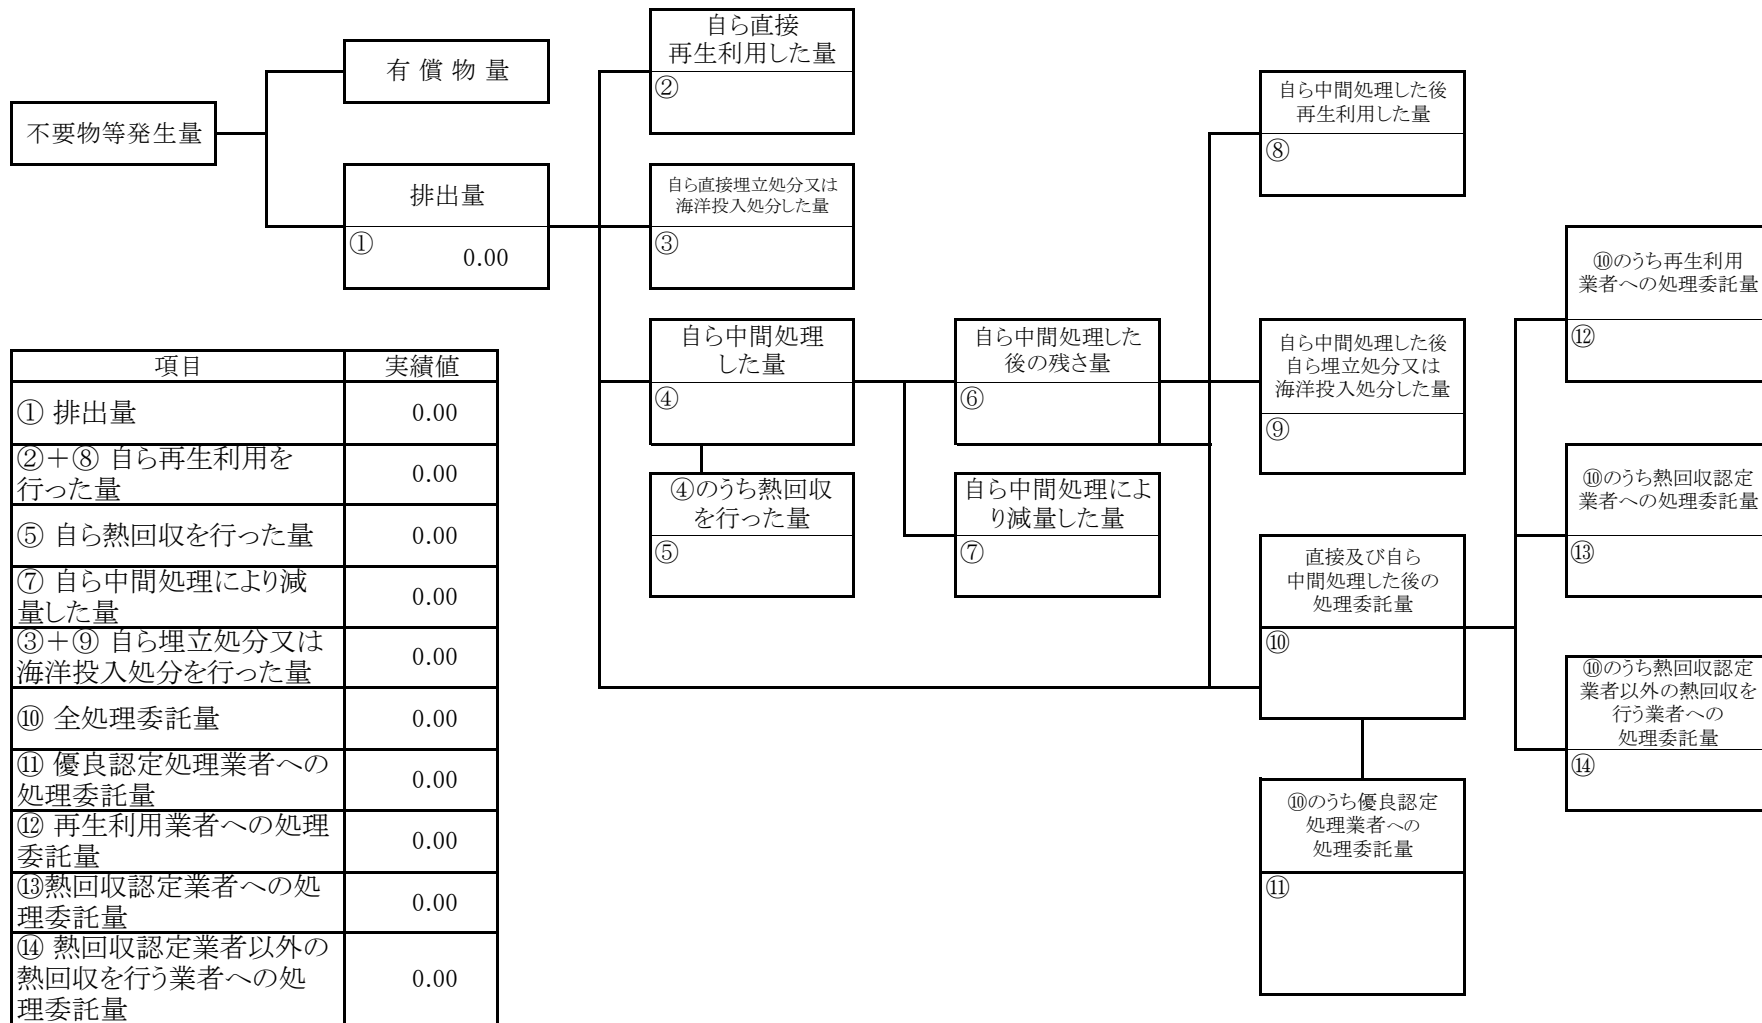 不要物等発生量
有 償 物 量
排出量
①
0.00
自ら直接
再生利用した量
②
自ら直接埋立処分又は
海洋投入処分した量
③
自ら中間処理
した量
④
④のうち熱回収
を行った量
⑤
自ら中間処理した
後の残さ量
⑥
自ら中間処理によ
り減量した量
⑦
自ら中間処理した後
再生利用した量
⑧
自ら中間処理した後
自ら埋立処分又は
海洋投入処分した量
⑨
直接及び自ら
中間処理した後の
処理委託量
⑩
⑩のうち優良認定
処理業者への
処理委託量
⑪
⑩のうち再生利用
業者への処理委託量
⑫
⑩のうち熱回収認定
業者への処理委託量
⑬
⑩のうち熱回収認定
業者以外の熱回収を
行う業者への
処理委託量
⑭
項目 実績値
① 排出量 0.00
②＋⑧ 自ら再生利用を
行った量 0.00
⑤ 自ら熱回収を行った量 0.00
⑦ 自ら中間処理により減
量した量 0.00
③＋⑨ 自ら埋立処分又は
海洋投入処分を行った量 0.00
⑩ 全処理委託量 0.00
⑪ 優良認定処理業者への
処理委託量 0.00
⑫ 再生利用業者への処理
委託量 0.00
⑬熱回収認定業者への処
理委託量 0.00
⑭ 熱回収認定業者以外の
熱回収を行う業者への処
理委託量 0.00